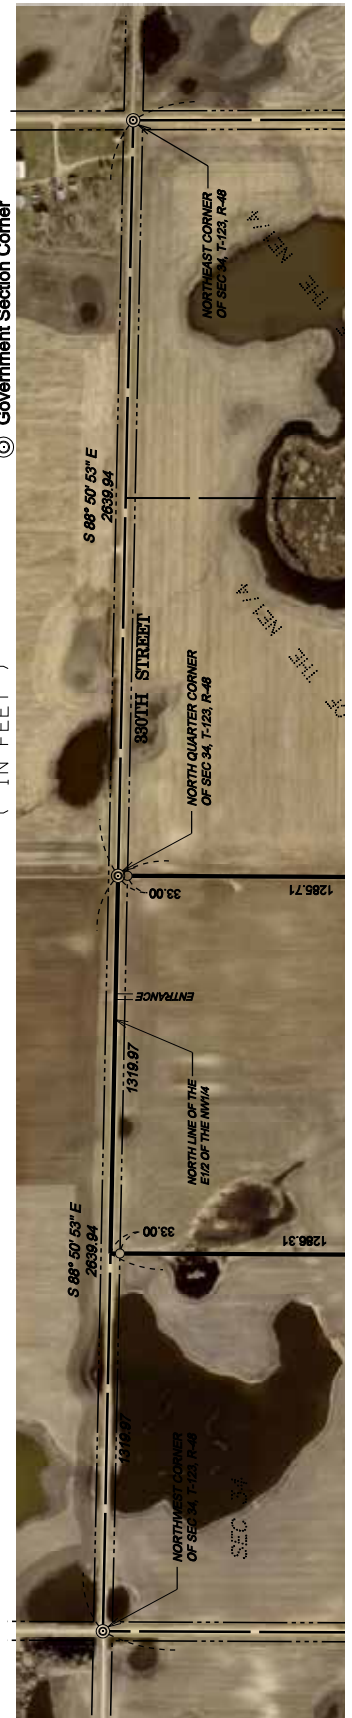 Government Section Corner
( IN FEET )
NORTHEAST CORNER
OF SEC 34, T-123, R-48
NE1/4
THE
S 88° 50' 53" E
2639.94
OF THE NE1/4
330TH STREET
NORTH QUARTER CORNER
OF SEC 34, T-123, R-48
33.00
1285.71
ENTRANCE
1319.97
NORTH LINE OF THE
E1/2 OF THE NW1/4
33.00
1286.31
S 88° 50' 53" E
2639.94
1319.97
NORTHWEST CORNER
OF SEC 34, T-123, R-48
SEC 34